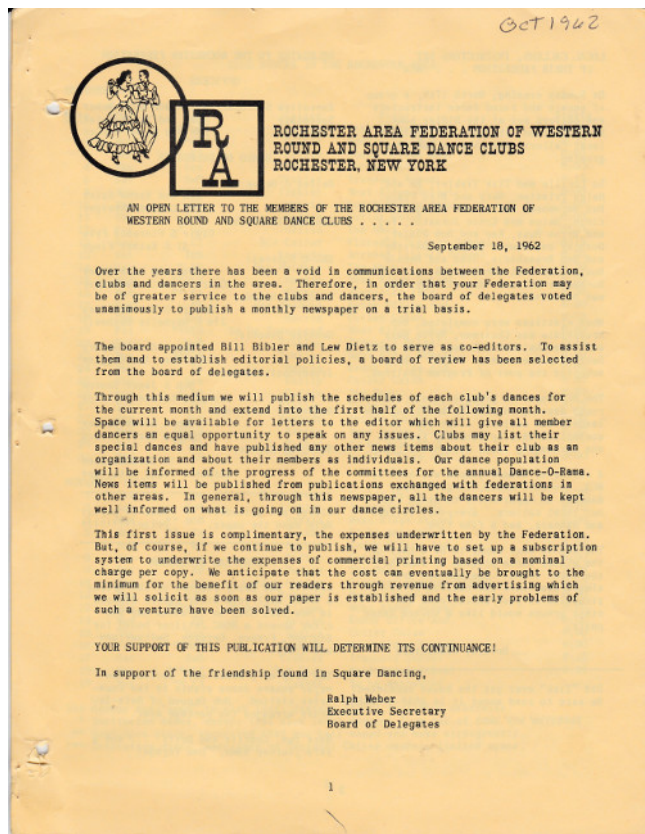 Oct 1962
R
A
ROCHESTER AREA FEDERATION OF WESTERN
ROUND AND SQUARE DANCE CLUBS
ROCHESTER, NEW YORK
AN OPEN LETTER TO THE MEMBERS OF THE ROCHESTER AREA FEDERATION OF
WESTERN ROUND AND SQUARE DANCE CLUBS . . . . .
September 18, 1962
Over the years there has been a void in communications between the Federation,
clubs and dancers in the area. Therefore, in order that your Federation may
be of greater service to the clubs and dancers, the board of delegates voted
unanimously to publish a monthly newspaper on a trial basis.
The board appointed Bill Bibler and Lew Dietz to serve as co-editors. To assist
them and to establish editorial policies, a board of review has been selected
from the board of delegates.
Through this medium we will publish the schedules of each club's dances for
the current month and extend into the first half of the following month.
Space will be available for letters to the editor which will give all member
dancers an equal opportunity to speak on any issues. Clubs may list their
special dances and have published any other news items about their club as an
organization and about their members as individuals. Our dance population
will be informed of the progress of the committees for the annual Dance-O-Rama.
News items will be published from publications exchanged with federations in
other areas. In general, through this newspaper, all the dancers will be kept
well informed on what is going on in our dance circles.
This first issue is complimentary, the expenses underwritten by the Federation.
But, of course, if we continue to publish, we will have to set up a subscription
system to underwrite the expenses of commercial printing based on a nominal
charge per copy. We anticipate that the cost can eventually be brought to the
minimum for the benefit of our readers through revenue from advertising which
we will solicit as soon as our paper is established and the early problems of
such a venture have been solved.
YOUR SUPPORT OF THIS PUBLICATION WILL DETERMINE ITS CONTINUANCE!
In support of the friendship found in Square Dancing,
Ralph Weber
Executive Secretary
Board of Delegates
1